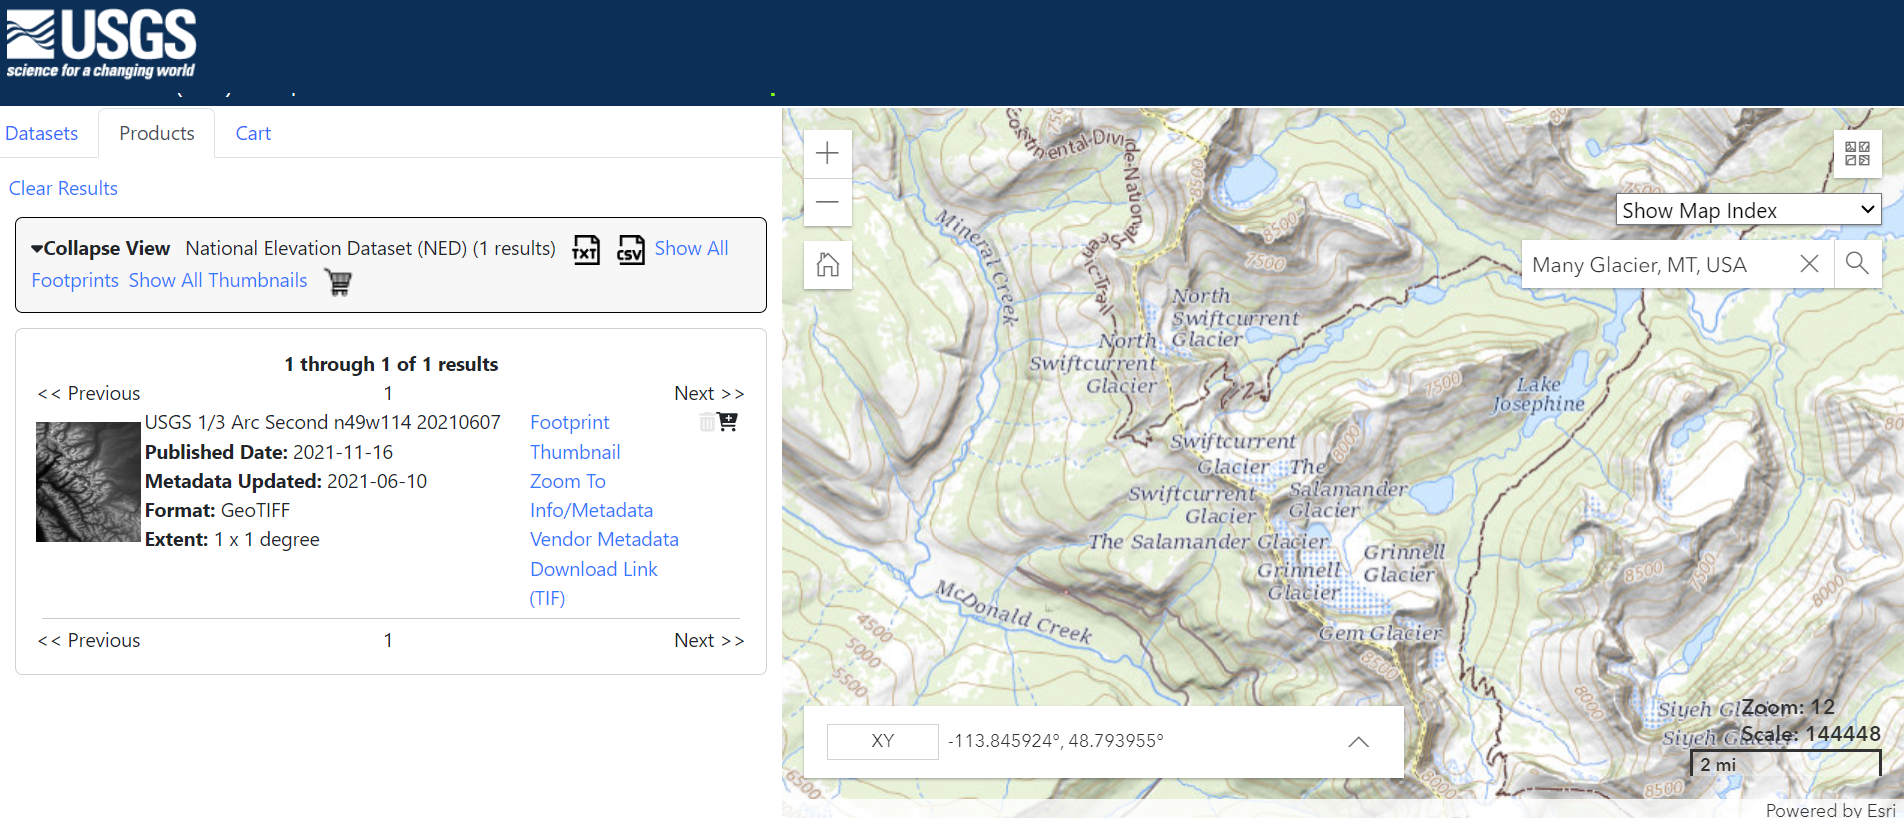 USGS
science for a changing world
Datasets
Products
Cart
Clear Results
Collapse View National Elevation Dataset (NED) (1 results) TXT CSV Show All
Footprints Show All Thumbnails
1 through 1 of 1 results
<< Previous 1 Next >>
USGS 1/3 Arc Second n49w114 20210607
Published Date: 2021-11-16
Metadata Updated: 2021-06-10
Format: GeoTIFF
Extent: 1 x 1 degree
Footprint
Thumbnail
Zoom To
Info/Metadata
Vendor Metadata
Download Link
(TIF)
<< Previous 1 Next >>
Show Map Index
Many Glacier, MT, USA
Continental-Divide-National-Scenic-Trail
7500
8500
8500
7500
Mineral Creek
North
Swiftcurrent
Glacier
North
Swiftcurrent
Glacier
7500
Lake
Josephine
8000
Swiftcurrent
Glacier
The
Salamander
Glacier
Swiftcurrent
Glacier
The Salamander Glacier
Grinnell
Glacier
Grinnell
Glacier
Gem Glacier
McDonald Creek
4500
5000
5500
6500
8500
8000
8500
7500
8000
8000
8500
Siyeh Glacier
Siyeh Glacier
XY -113.845924°, 48.793955°
Zoom: 12
Scale: 144448
2 mi
Powered by Esri